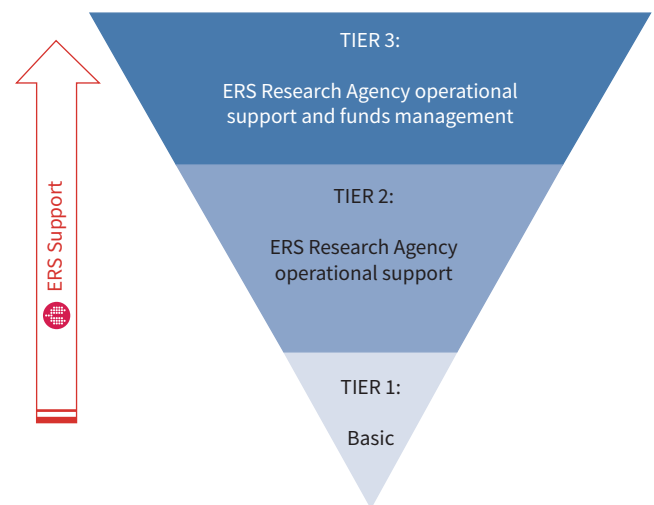 TIER 3:
ERS Research Agency operational
support and funds management
ERS Support
TIER 2:
ERS Research Agency
operational support
TIER 1:
Basic